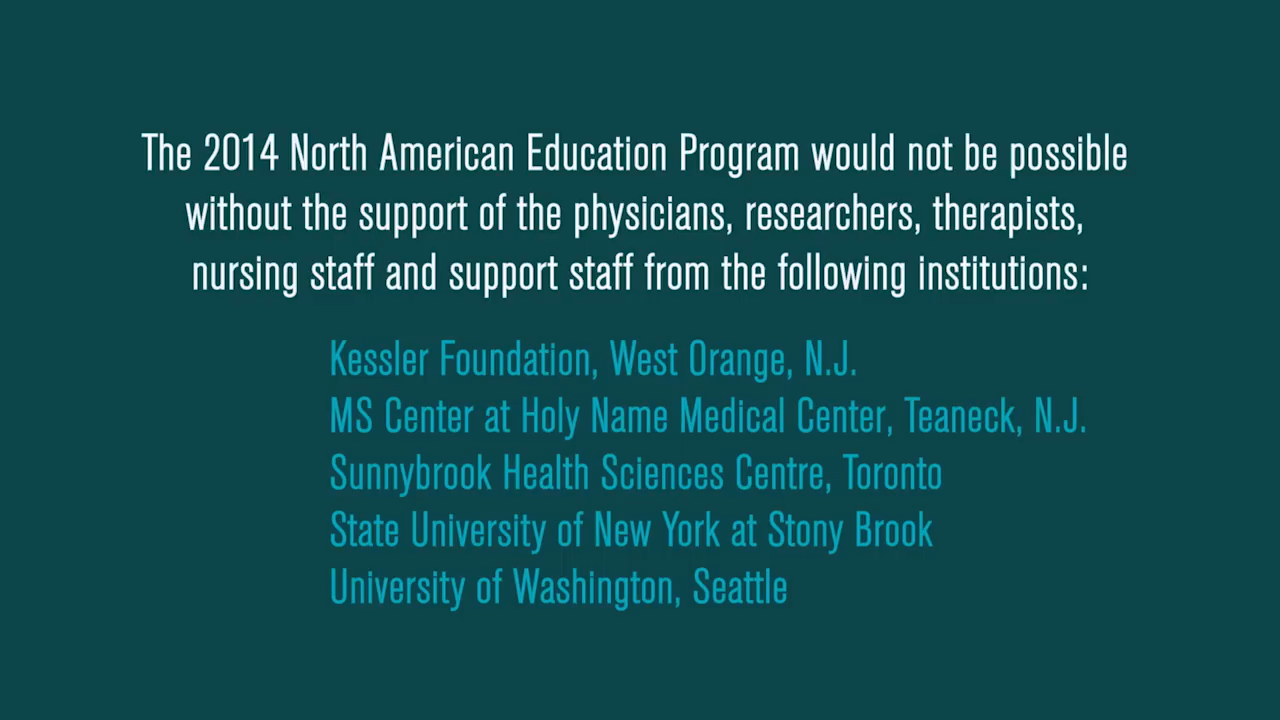 The 2014 North American Education Program would not be possible
without the support of the physicians, researchers, therapists,
nursing staff and support staff from the following institutions:
Kessler Foundation, West Orange, N.J.
MS Center at Holy Name Medical Center, Teaneck, N.J.
Sunnybrook Health Sciences Centre, Toronto
State University of New York at Stony Brook
University of Washington, Seattle